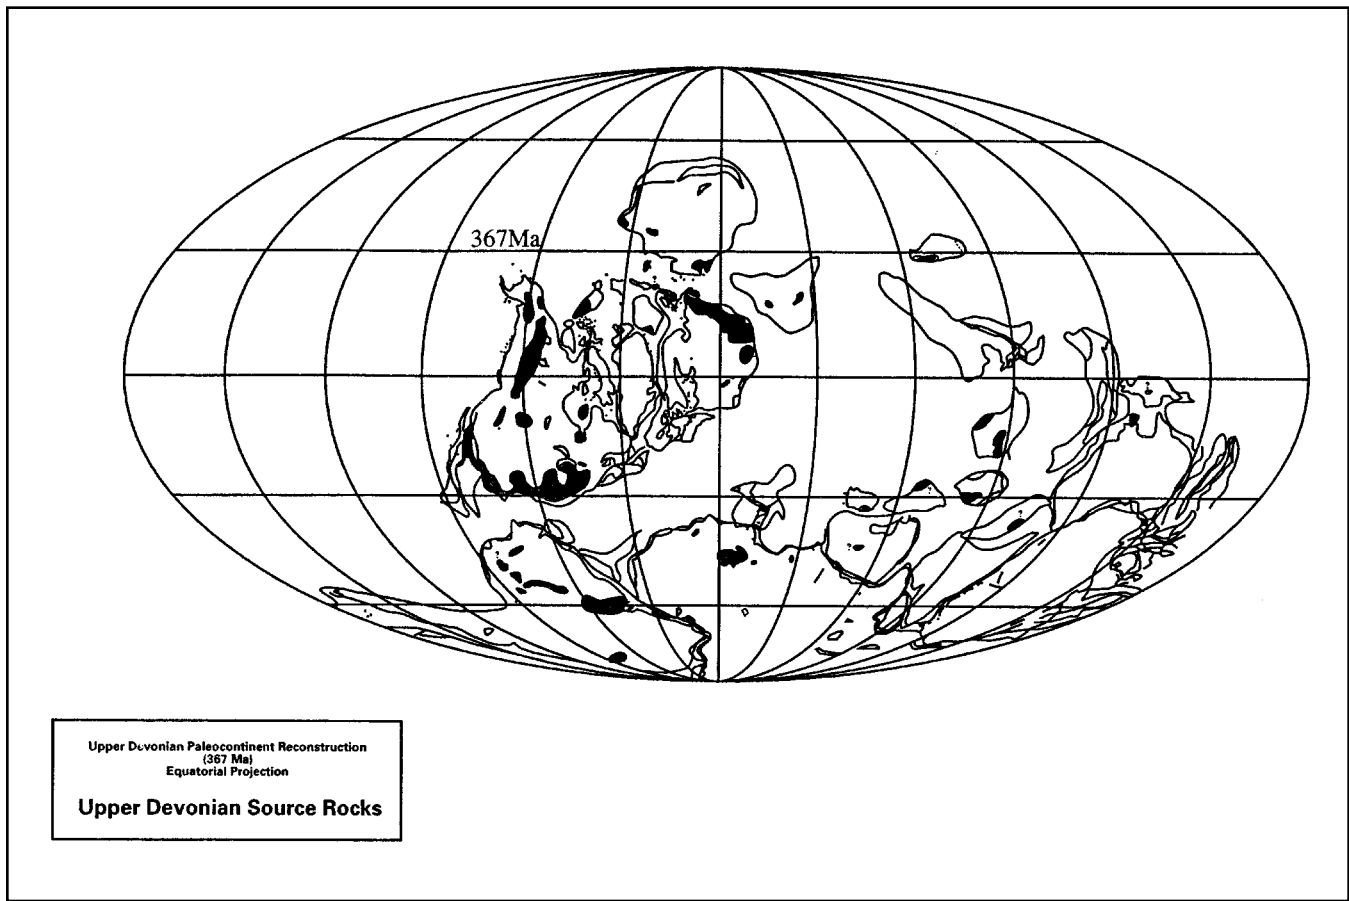 367Ma
Upper Devonian Paleocontinent Reconstruction
(367 Ma)
Equatorial Projection
Upper Devonian Source Rocks